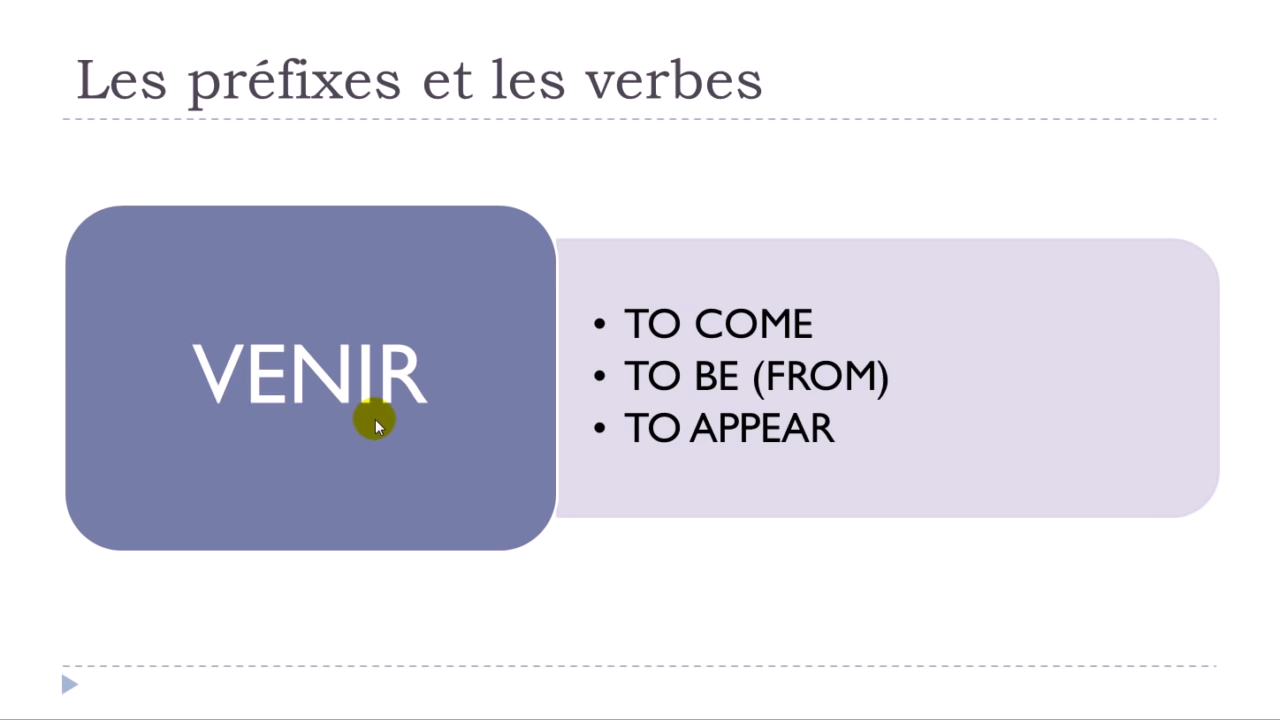 Les préfixes et les verbes
VENIR
• TO COME
• TO BE (FROM)
• TO APPEAR